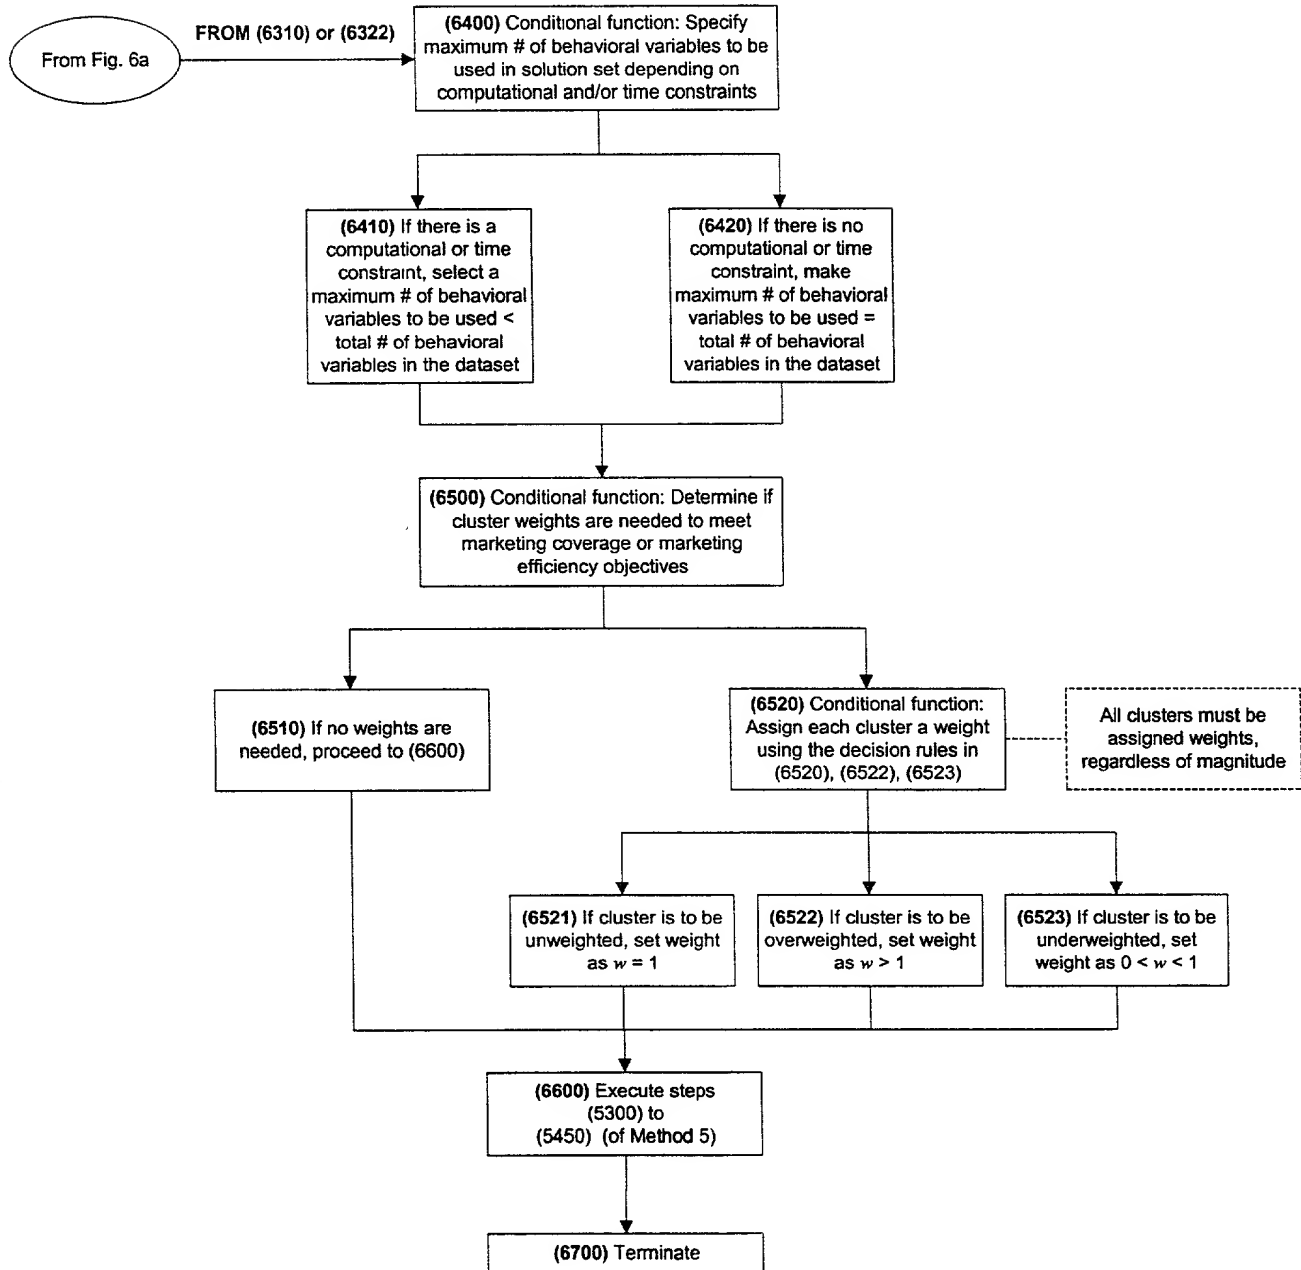 From Fig. 6a
FROM (6310) or (6322)
(6400) Conditional function: Specify
maximum # of behavioral variables to be
used in solution set depending on
computational and/or time constraints
(6410) If there is a
computational or time
constraint, select a
maximum # of behavioral
variables to be used <
total # of behavioral
variables in the dataset
(6420) If there is no
computational or time
constraint, make
maximum # of behavioral
variables to be used =
total # of behavioral
variables in the dataset
(6500) Conditional function: Determine if
cluster weights are needed to meet
marketing coverage or marketing
efficiency objectives
(6510) If no weights are
needed, proceed to (6600)
(6520) Conditional function:
Assign each cluster a weight
using the decision rules in
(6520), (6522), (6523)
All clusters must be
assigned weights,
regardless of magnitude
(6521) If cluster is to be
unweighted, set weight
as w = 1
(6522) If cluster is to be
overweighted, set weight
as w > 1
(6523) If cluster is to be
underweighted, set
weight as 0 < w < 1
(6600) Execute steps
(5300) to
(5450) (of Method 5)
(6700) Terminate